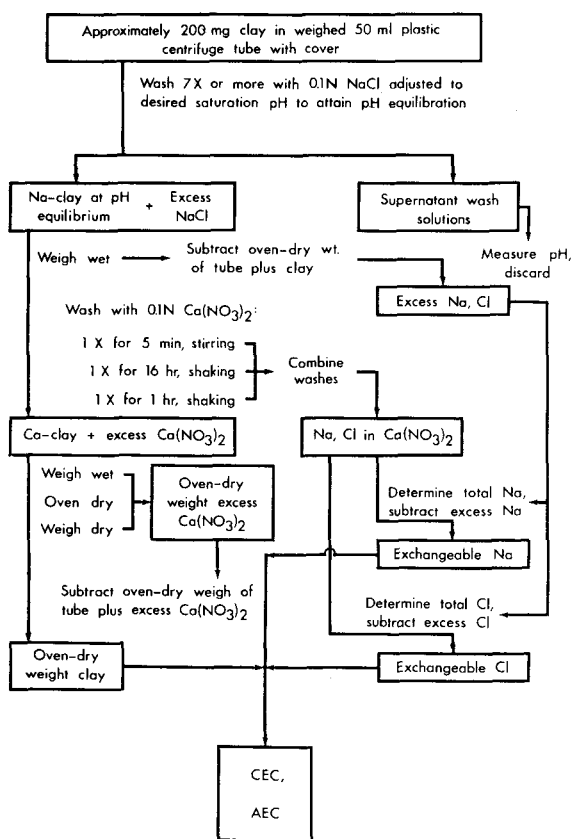 Approximately 200 mg clay in weighed 50 ml plastic
centrifuge tube with cover
Wash 7X or more with 0.1N NaCl adjusted to
desired saturation pH to attain pH equilibration
Na-clay at pH
equilibrium
+
Excess
NaCl
Supernatant wash
solutions
Measure pH,
discard
Weigh wet
Subtract oven-dry wt.
of tube plus clay
Excess Na, Cl
Wash with 0.1N Ca(NO3)2:
1 X for 5 min, stirring
1 X for 16 hr, shaking
1 X for 1 hr, shaking
Combine
washes
Ca-clay + excess Ca(NO3)2
Na, Cl in Ca(NO3)2
Weigh wet
Oven dry
Weigh dry
Oven-dry
weight excess
Ca(NO3)2
Determine total Na,
subtract excess Na
Exchangeable Na
Subtract oven-dry weigh of
tube plus excess Ca(NO3)2
Determine total Cl,
subtract excess Cl
Oven-dry
weight clay
Exchangeable Cl
CEC,
AEC